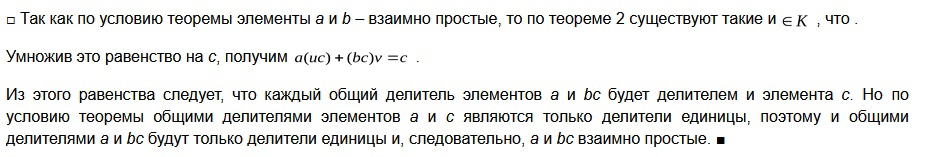 □ Так как по условию теоремы элементы a и b – взаимно простые, то по теореме 2 существуют такие и ∈ K , что .
Умножив это равенство на c, получим a(uc) + (bc)v = c .
Из этого равенства следует, что каждый общий делитель элементов a и bc будет делителем и элемента c. Но по
условию теоремы общими делителями элементов a и c являются только делители единицы, поэтому и общими
делителями a и bc будут только делители единицы и, следовательно, a и bc взаимно простые. ■